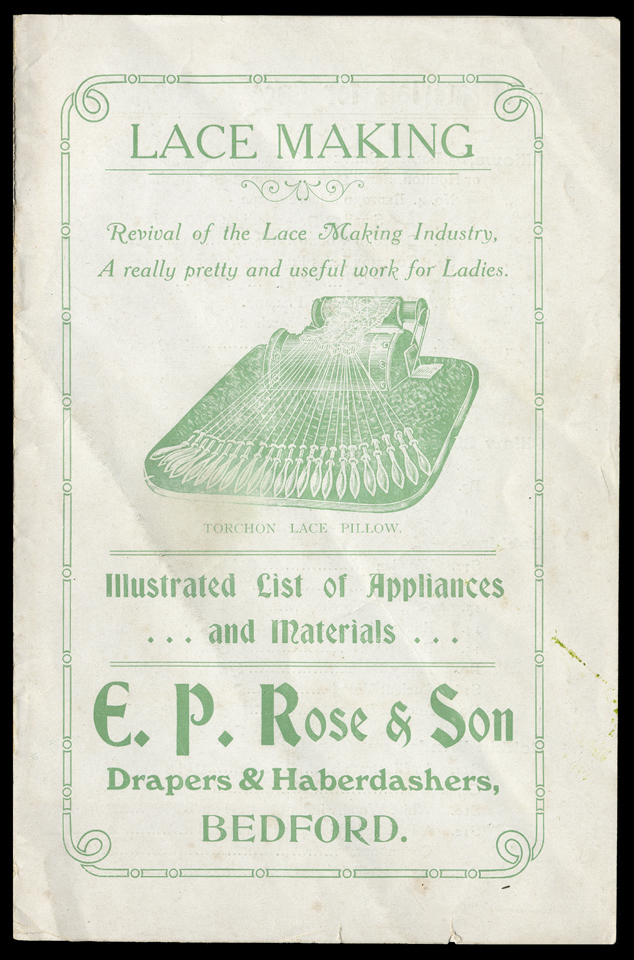 LACE MAKING
Revival of the Lace Making Industry,
A really pretty and useful work for Ladies.
TORCHON LACE PILLOW.
Illustrated List of Appliances
... and Materials ...
E. P. Rose & Son
Drapers & Haberdashers,
BEDFORD.